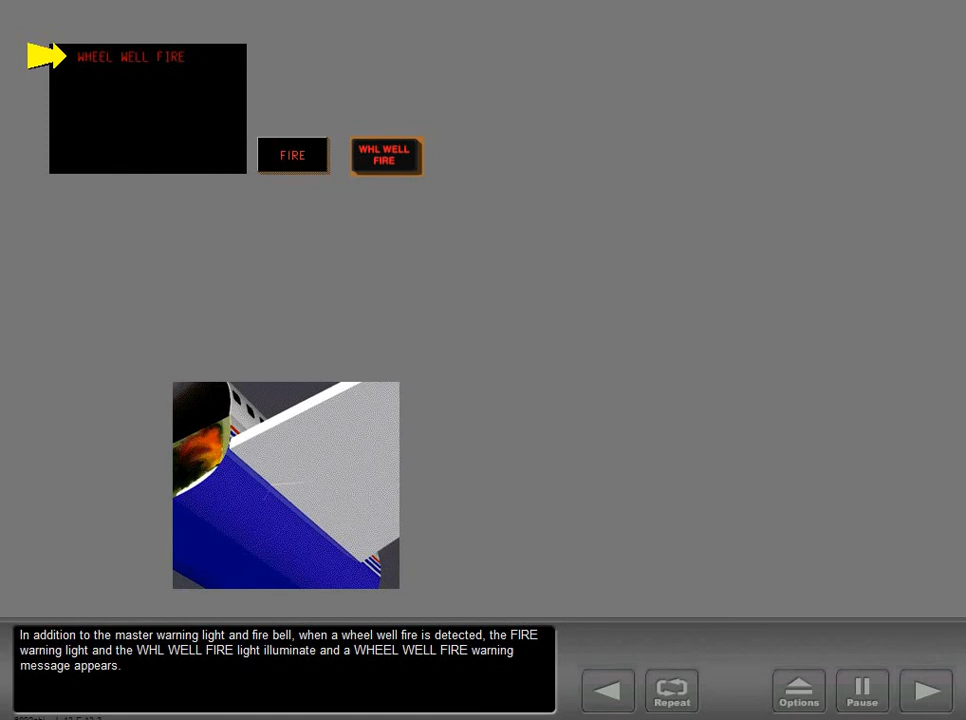 WHEEL WELL FIRE
FIRE
WHL WELL
FIRE
In addition to the master warning light and fire bell, when a wheel well fire is detected, the FIRE
warning light and the WHL WELL FIRE light illuminate and a WHEEL WELL FIRE warning
message appears.
Repeat
Options
Pause